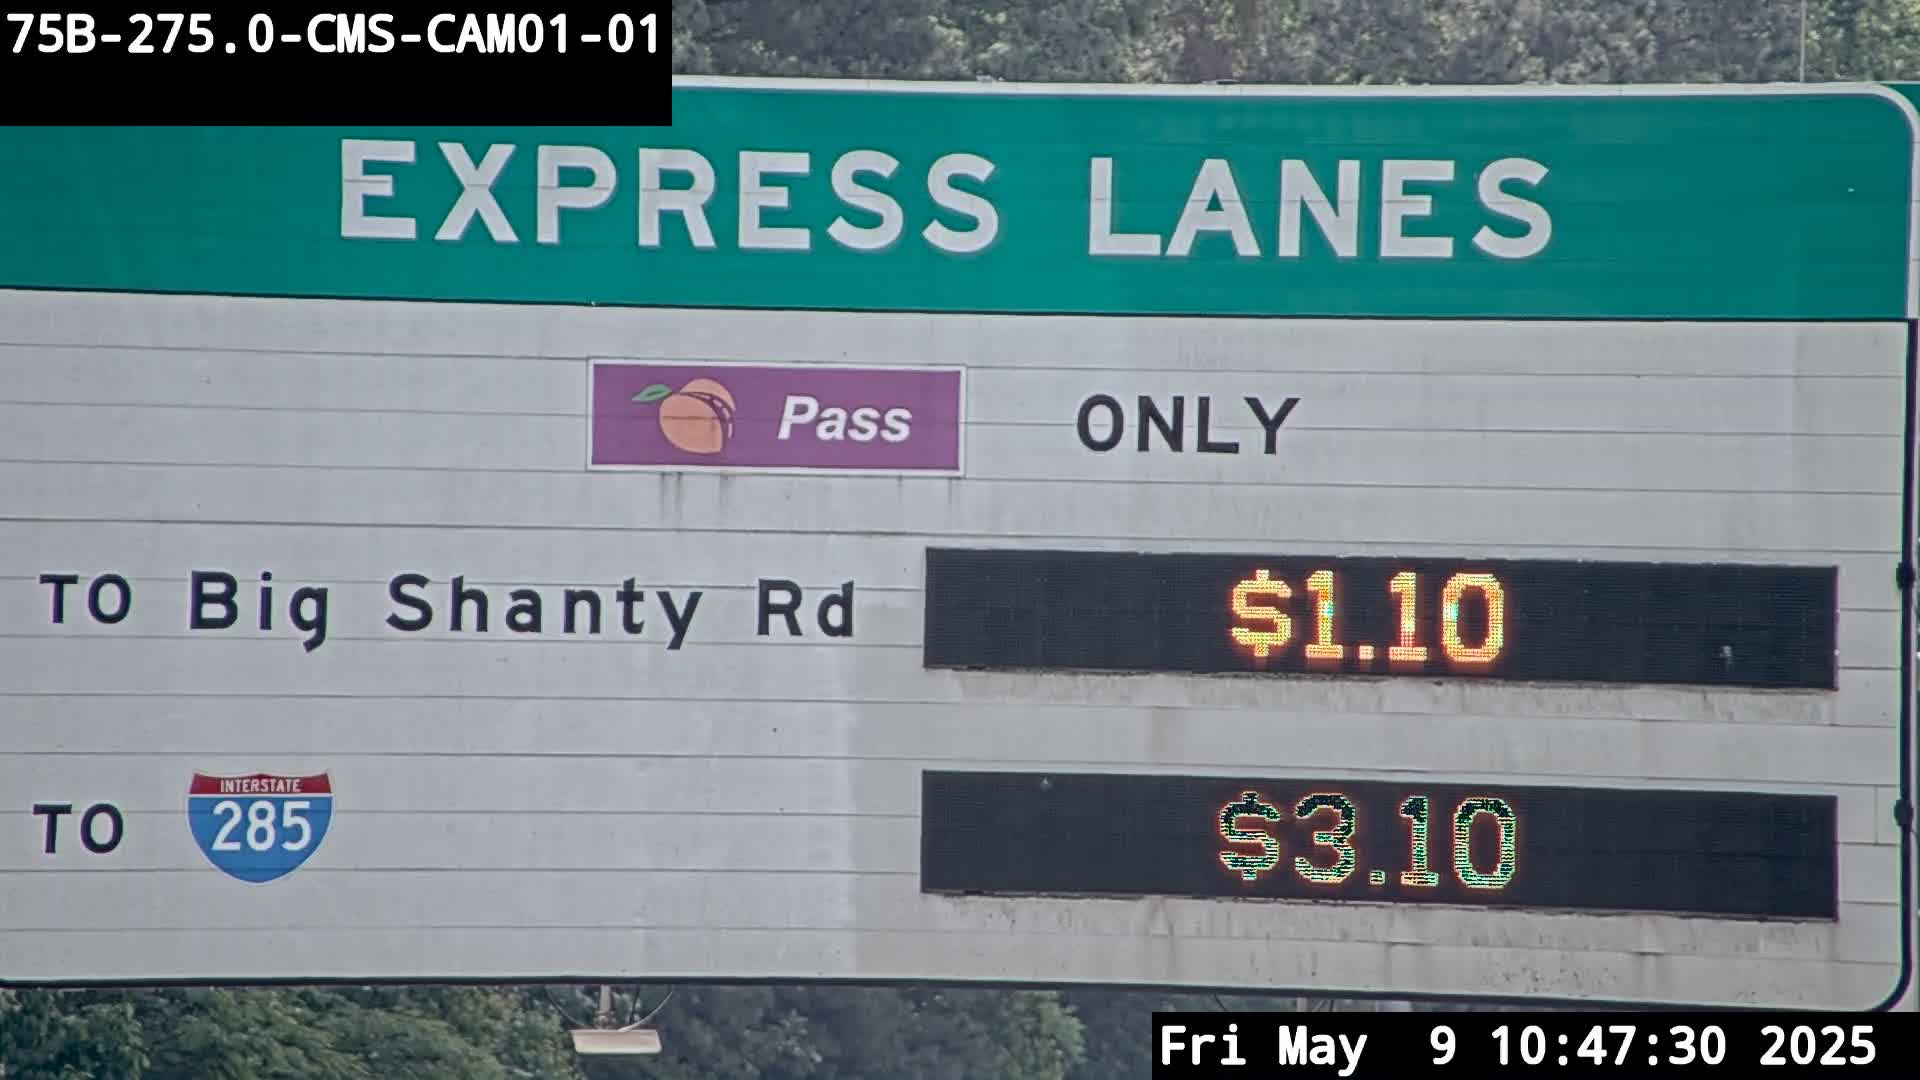 75B-275.0-CMS-CAM01-01
EXPRESS LANES
Pass ONLY
TO Big Shanty Rd $1.10
TO INTERSTATE 285 $3.10
Fri May 9 10:47:30 2025